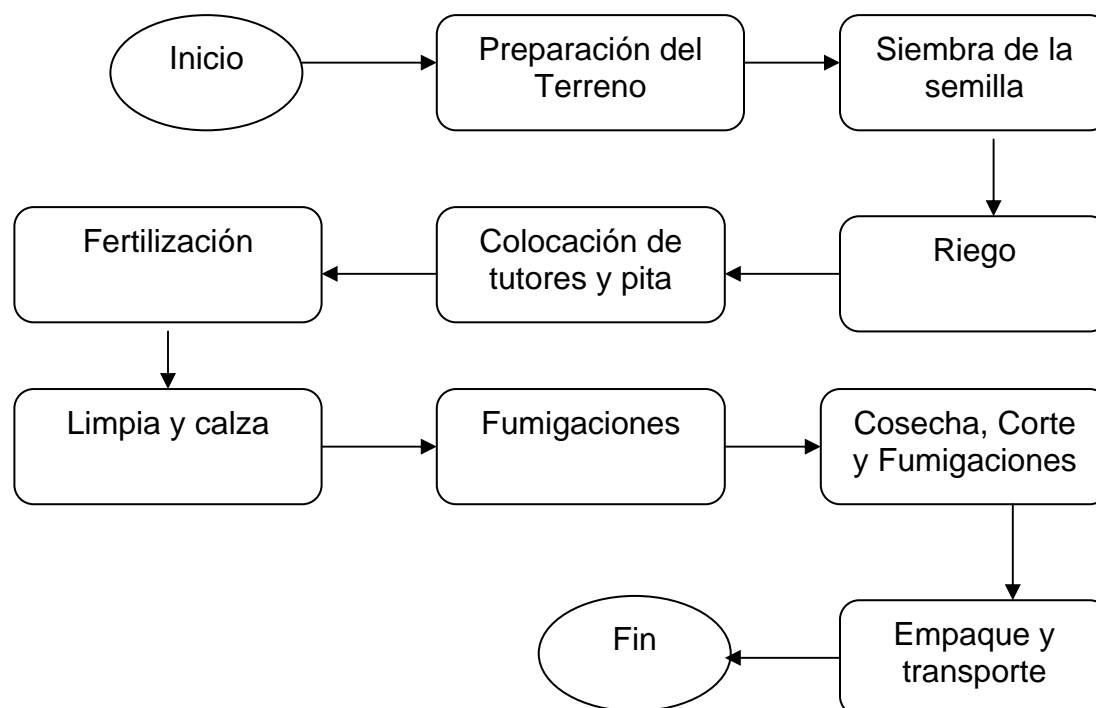 Inicio
Preparación del
Terreno
Siembra de la
semilla
Riego
Colocación de
tutores y pita
Fertilización
Limpia y calza
Fumigaciones
Cosecha, Corte
y Fumigaciones
Empaque y
transporte
Fin